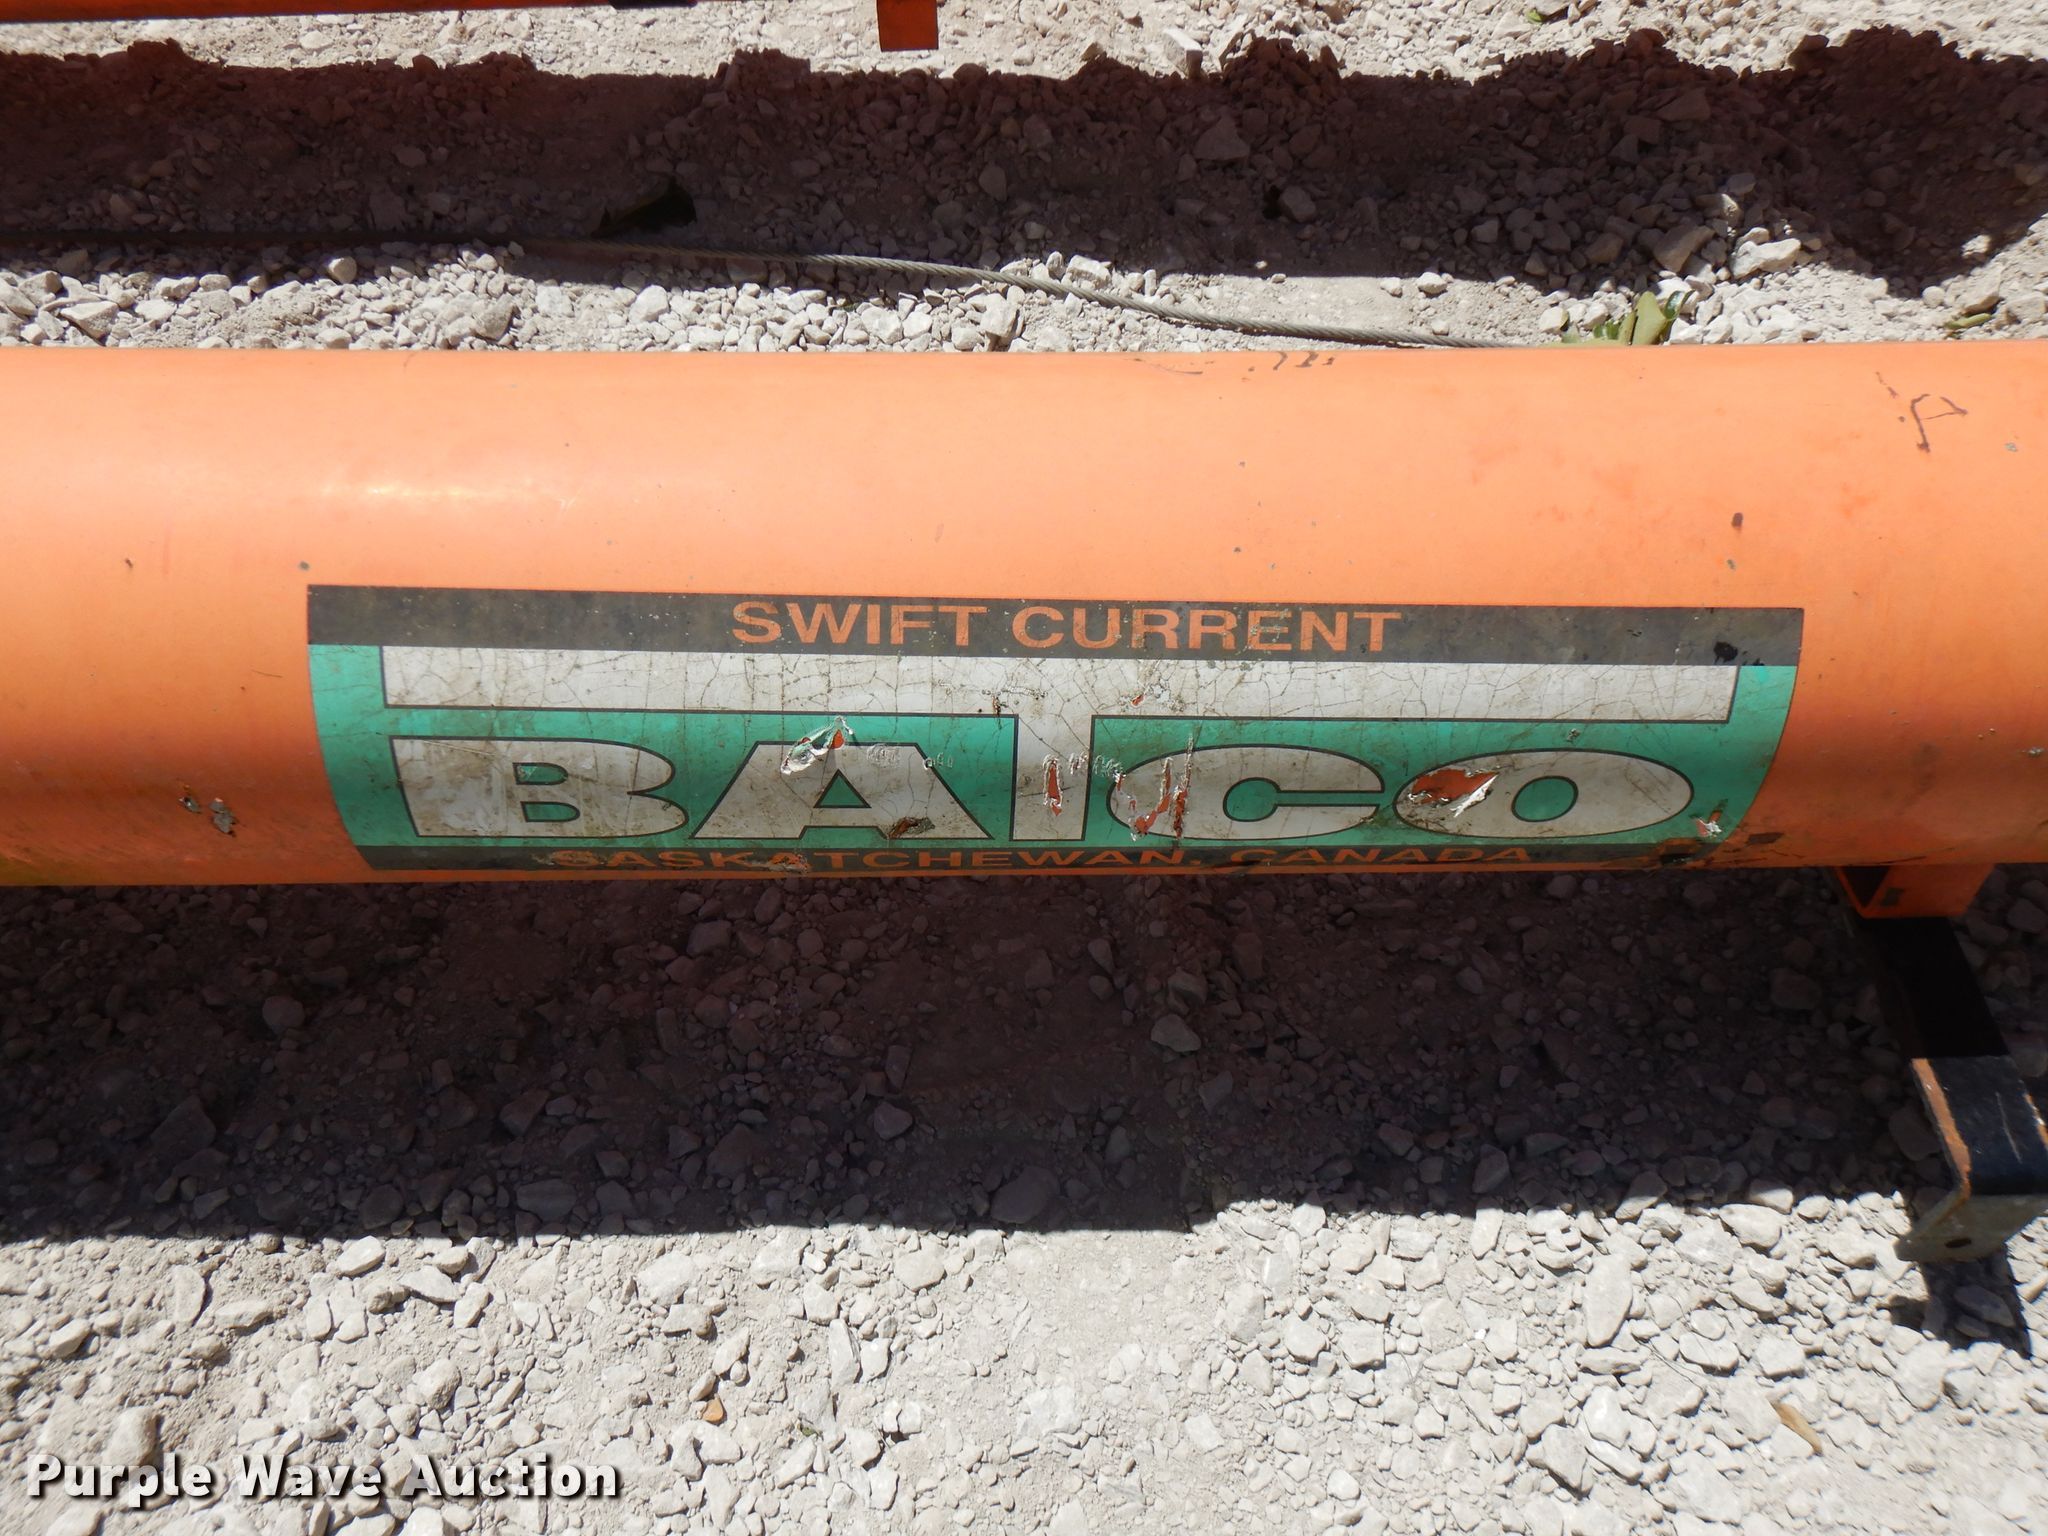 SWIFT CURRENT
BATCO
SASKATCHEWAN, CANADA
Purple Wave Auction